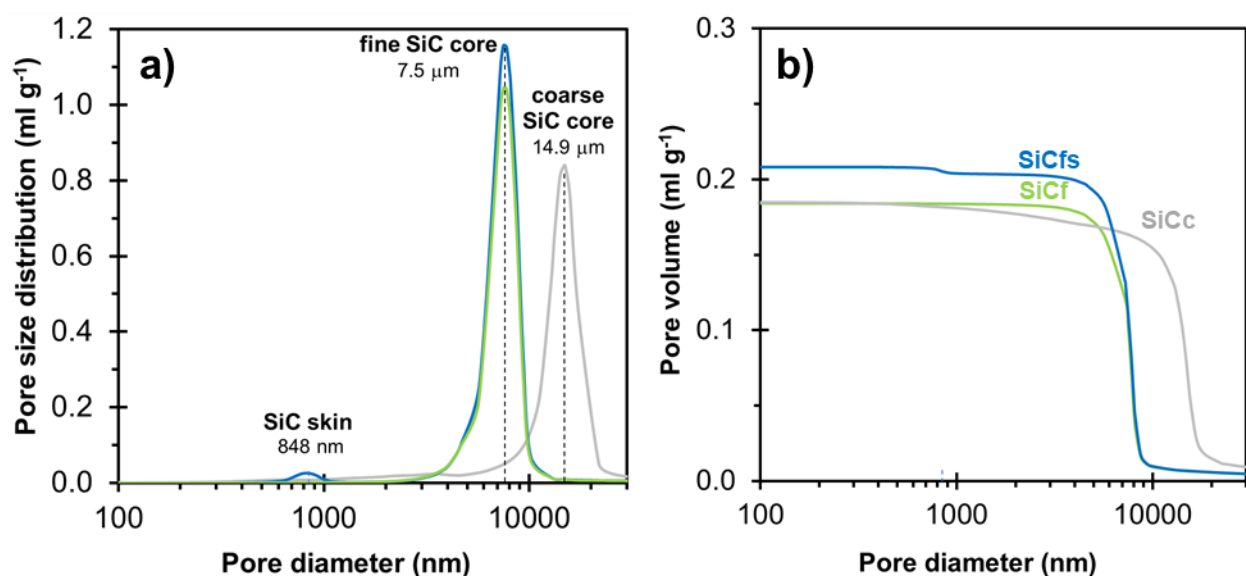 a)
Pore size distribution (ml g⁻¹)
1.2
1.0
0.8
0.6
0.4
0.2
0.0
fine SiC core
7.5 μm
coarse
SiC core
14.9 μm
SiC skin
848 nm
100
1000
10000
Pore diameter (nm)
b)
Pore volume (ml g⁻¹)
0.3
0.2
0.1
0.0
SiCfs
SiCf
SiCc
100
1000
10000
Pore diameter (nm)